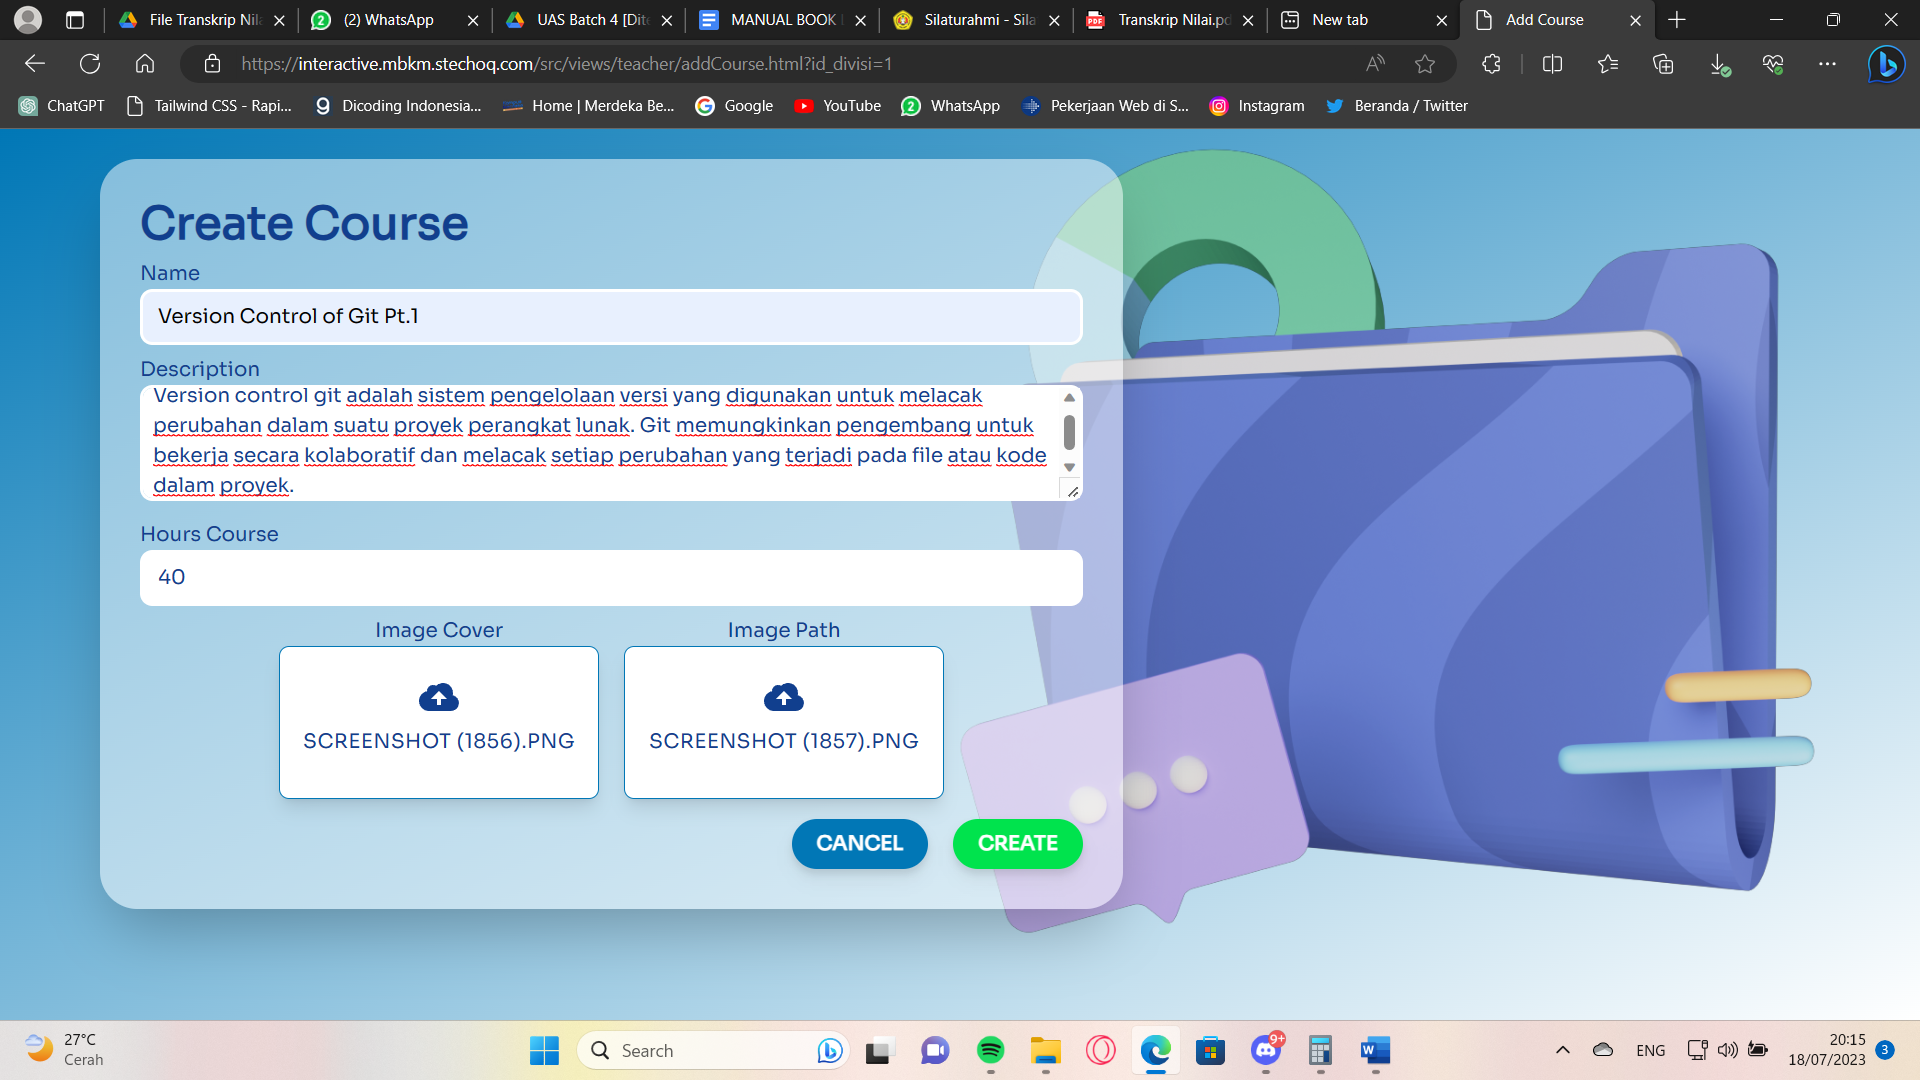 File Transkrip Nil
(2) WhatsApp
UAS Batch 4 [Dit
MANUAL BOOK
Silaturahmi - Sila
Transkrip Nilai.pd
New tab
Add Course
https://interactive.mbkm.stechoq.com/src/views/teacher/addCourse.html?id_divisi=1
ChatGPT
Tailwind CSS - Rapi...
Dicoding Indonesia...
Home | Merdeka Be...
Google
YouTube
WhatsApp
Pekerjaan Web di S...
Instagram
Beranda / Twitter
Create Course
Name
Version Control of Git Pt.1
Description
Version control git adalah sistem pengelolaan versi yang digunakan untuk melacak
perubahan dalam suatu proyek perangkat lunak. Git memungkinkan pengembang untuk
bekerja secara kolaboratif dan melacak setiap perubahan yang terjadi pada file atau kode
dalam proyek.
Hours Course
40
Image Cover
Image Path
SCREENSHOT (1856).PNG
SCREENSHOT (1857).PNG
CANCEL
CREATE
27°C
Cerah
Search
9+
ENG
20:15
18/07/2023
3